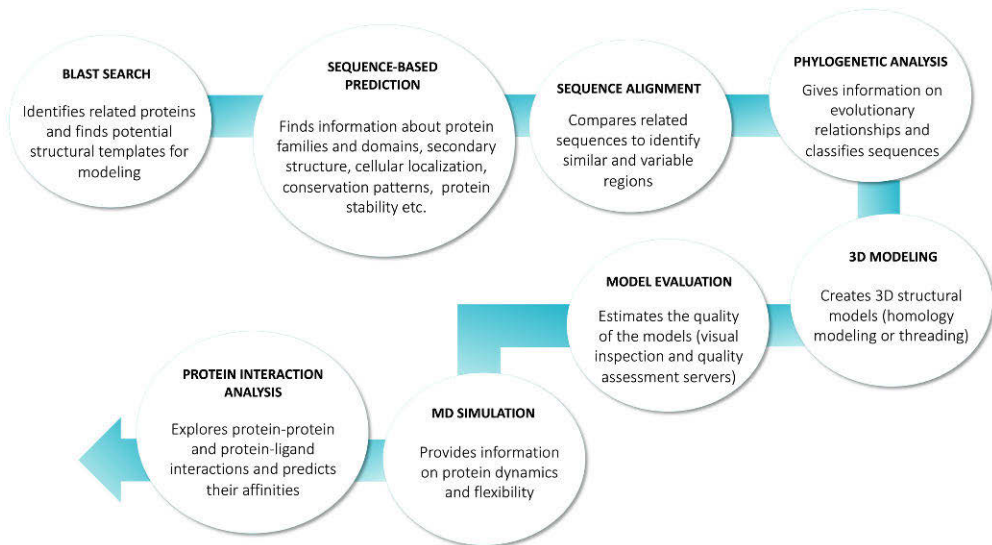 BLAST SEARCH
Identifies related proteins
and finds potential
structural templates for
modeling
SEQUENCE-BASED
PREDICTION
Finds information about protein
families and domains, secondary
structure, cellular localization,
conservation patterns, protein
stability etc.
SEQUENCE ALIGNMENT
Compares related
sequences to identify
similar and variable
regions
PHYLOGENETIC ANALYSIS
Gives information on
evolutionary
relationships and
classifies sequences
3D MODELING
Creates 3D structural
models (homology
modeling or threading)
MODEL EVALUATION
Estimates the quality
of the models (visual
inspection and quality
assessment servers)
MD SIMULATION
Provides information
on protein dynamics
and flexibility
PROTEIN INTERACTION
ANALYSIS
Explores protein-protein
and protein-ligand
interactions and predicts
their affinities